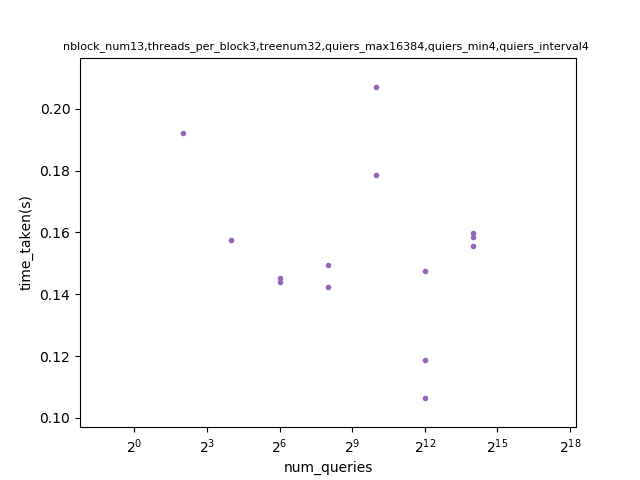 nblock_num13,threads_per_block3,treenum32,quiers_max16384,quiers_min4,quiers_interval4
0.20
0.18
0.16
0.14
0.12
0.10
time_taken(s)
2^0 2^3 2^6 2^9 2^12 2^15 2^18
num_queries